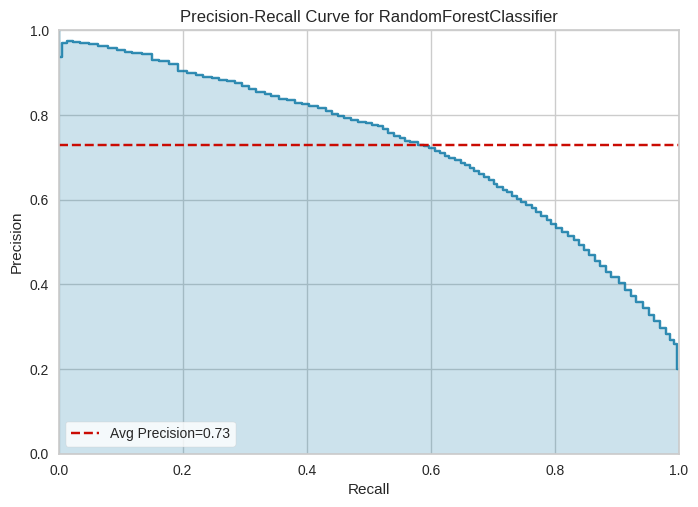 Precision-Recall Curve for RandomForestClassifier
1.0
0.8
0.6
0.4
0.2
0.0
Precision
Avg Precision=0.73
0.0 0.2 0.4 0.6 0.8 1.0
Recall